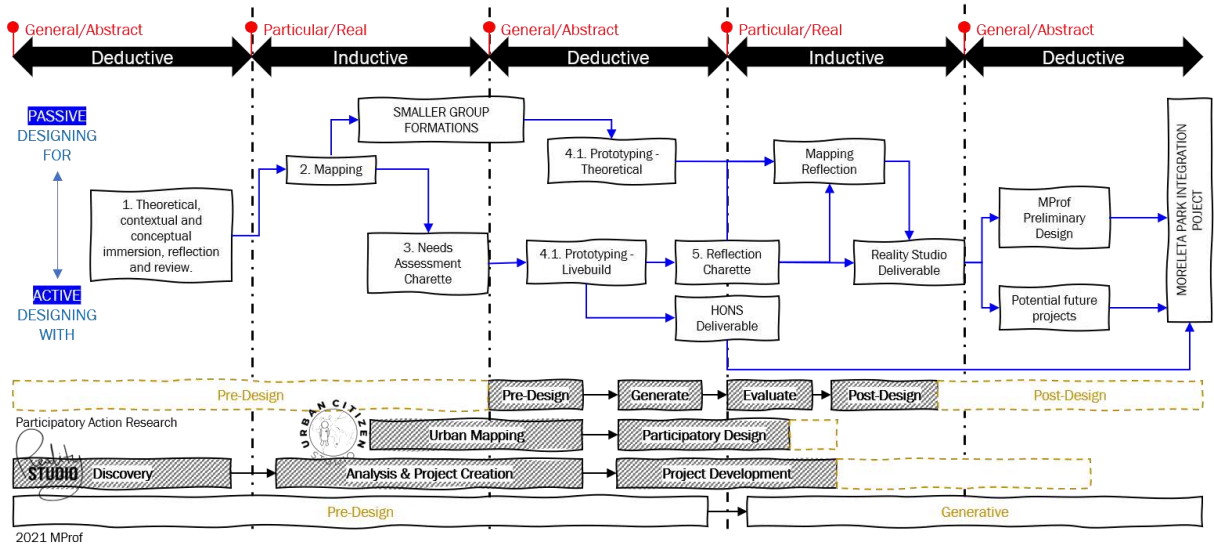 General/Abstract
Particular/Real
General/Abstract
Particular/Real
General/Abstract
Deductive
Inductive
Deductive
Inductive
Deductive
PASSIVE
DESIGNING
FOR
ACTIVE
DESIGNING
WITH
1. Theoretical,
contextual and
conceptual
immersion, reflection
and review.
2. Mapping
SMALLER GROUP
FORMATIONS
3. Needs
Assessment
Charette
4.1. Prototyping -
Theoretical
4.1. Prototyping -
Livebuild
5. Reflection
Charette
HONS
Deliverable
Mapping
Reflection
Reality Studio
Deliverable
MProf
Preliminary
Design
Potential future
projects
MORELETA PARK INTEGRATION
POJECT
Pre-Design
Pre-Design
Generate
Evaluate
Post-Design
Post-Design
Participatory Action Research
URBAN CITIZEN
STUDIO
Urban Mapping
Participatory Design
Reality
STUDIO
Discovery
Analysis & Project Creation
Project Development
Pre-Design
Generative
2021 MProf